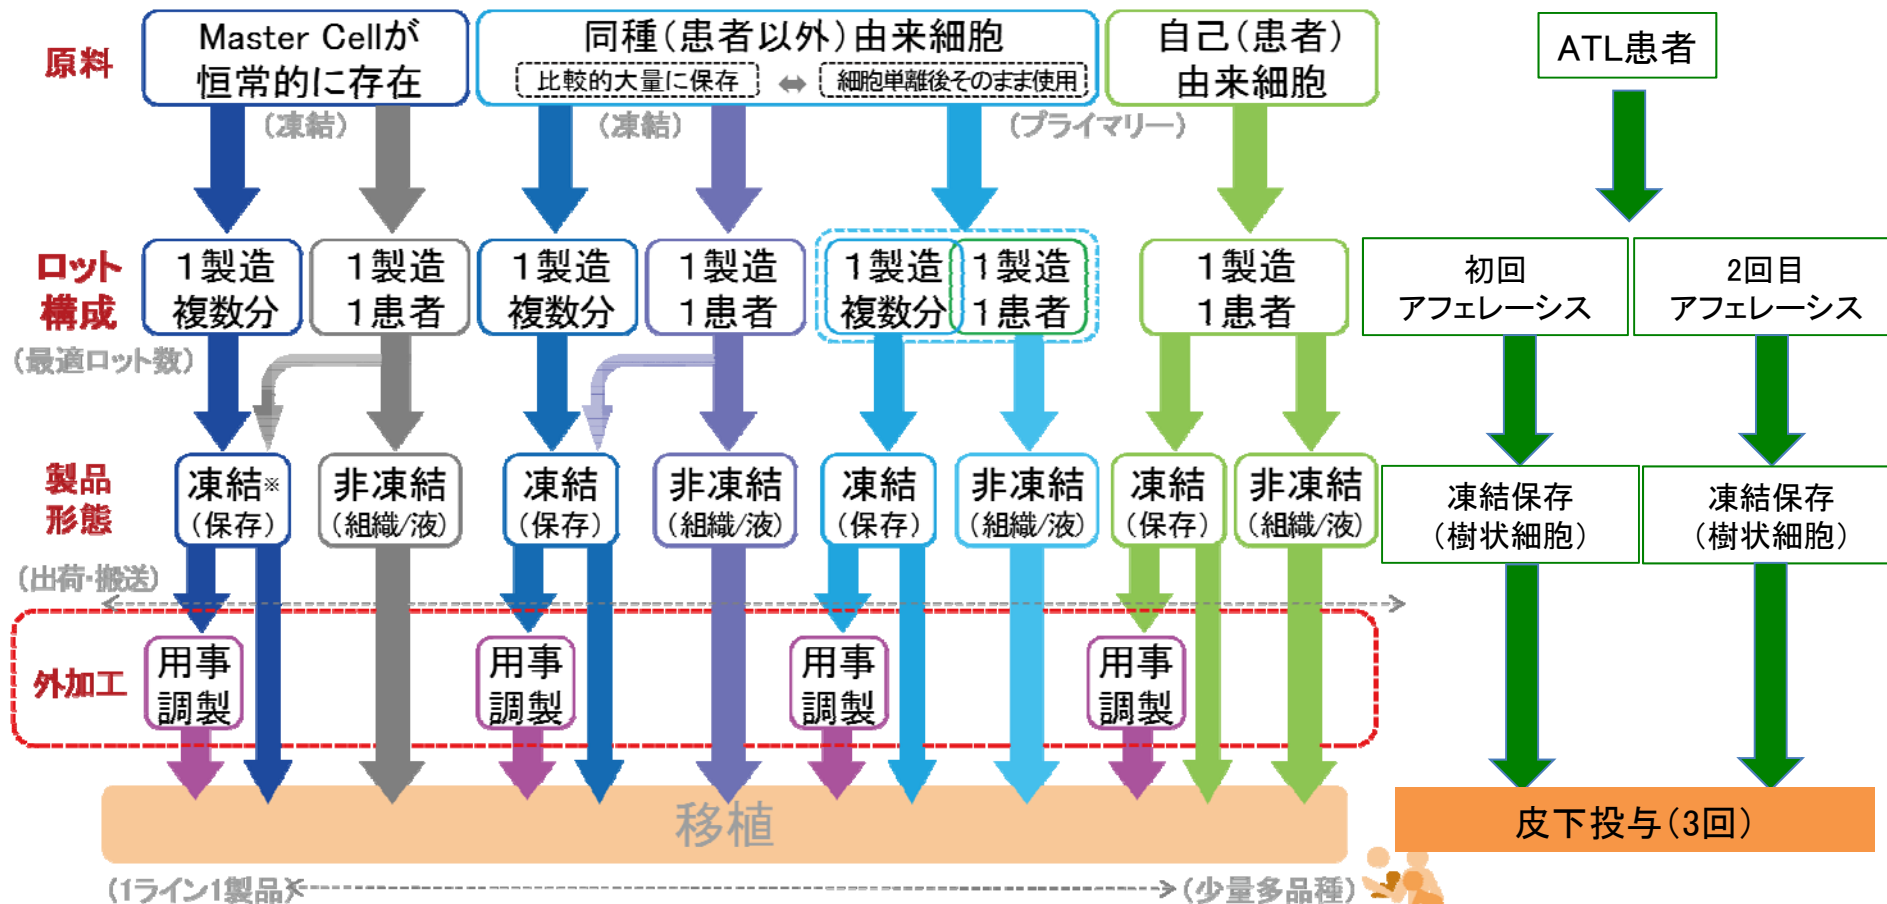 原料
Master Cellが
恒常的に存在
同種(患者以外)由来細胞
比較的大量に保存
⇔
細胞単離後そのまま使用
自己(患者)
由来細胞
ATL患者
(凍結)
(凍結)
(プライマリー)
ロット
構成
(最適ロット数)
1製造
複数分
1製造
1患者
1製造
複数分
1製造
1患者
1製造
複数分
1製造
1患者
1製造
1患者
初回
アフェレーシス
2回目
アフェレーシス
製品
形態
凍結※
(保存)
非凍結
(組織/液)
凍結
(保存)
非凍結
(組織/液)
凍結
(保存)
非凍結
(組織/液)
凍結
(保存)
非凍結
(組織/液)
凍結保存
(樹状細胞)
凍結保存
(樹状細胞)
(出荷・搬送)
外加工
用事
調製
用事
調製
用事
調製
用事
調製
移植
皮下投与(3回)
(1ライン1製品)
(少量多品種)